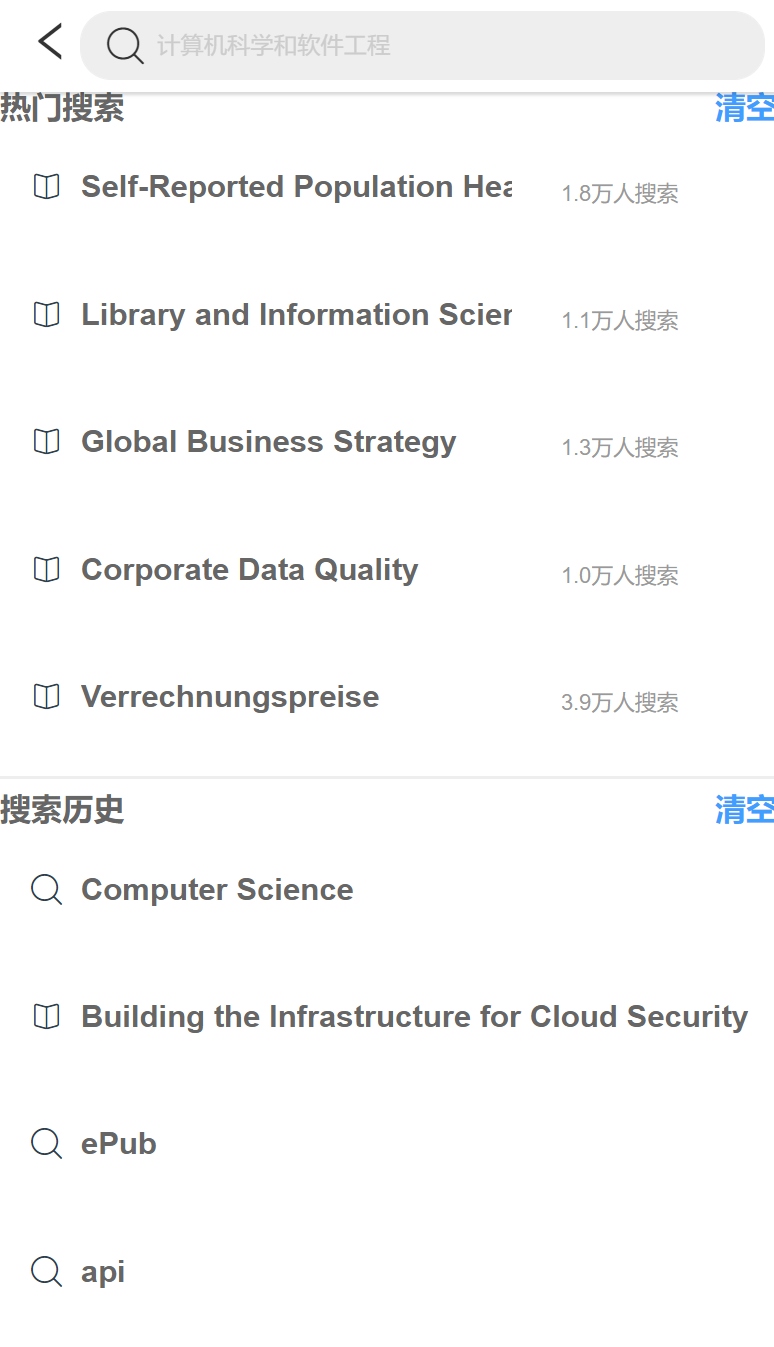 计算机科学和软件工程
热门搜索 清空
Self-Reported Population Hea 1.8万人搜索
Library and Information Scien 1.1万人搜索
Global Business Strategy 1.3万人搜索
Corporate Data Quality 1.0万人搜索
Verrechnungspreise 3.9万人搜索
搜索历史 清空
Computer Science
Building the Infrastructure for Cloud Security
ePub
api